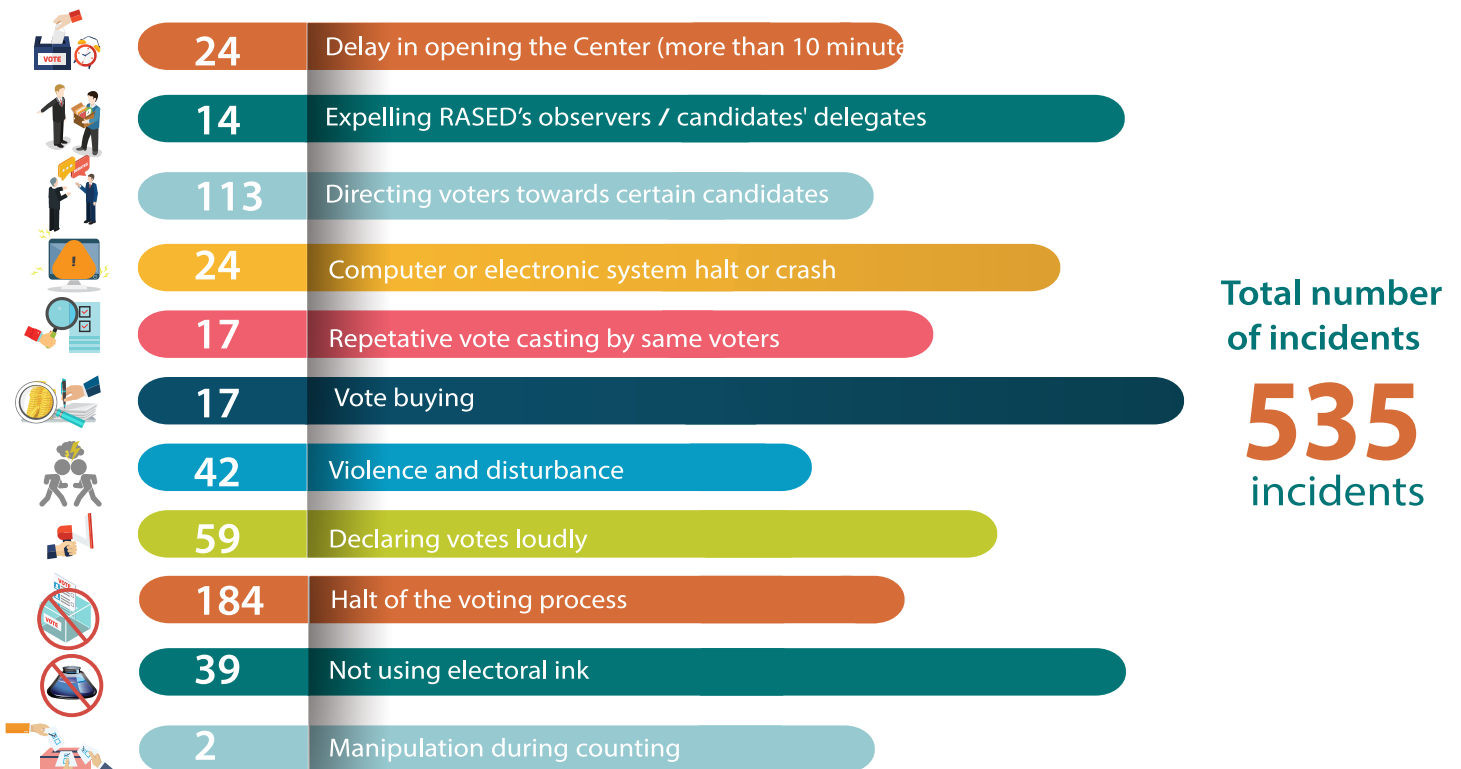 24 Delay in opening the Center (more than 10 minute
14 Expelling RASED’s observers / candidates' delegates
113 Directing voters towards certain candidates
24 Computer or electronic system halt or crash
17 Repetative vote casting by same voters
17 Vote buying
42 Violence and disturbance
59 Declaring votes loudly
184 Halt of the voting process
39 Not using electoral ink
2 Manipulation during counting
Total number
of incidents
535
incidents
VOTE
VOTE
VOTE